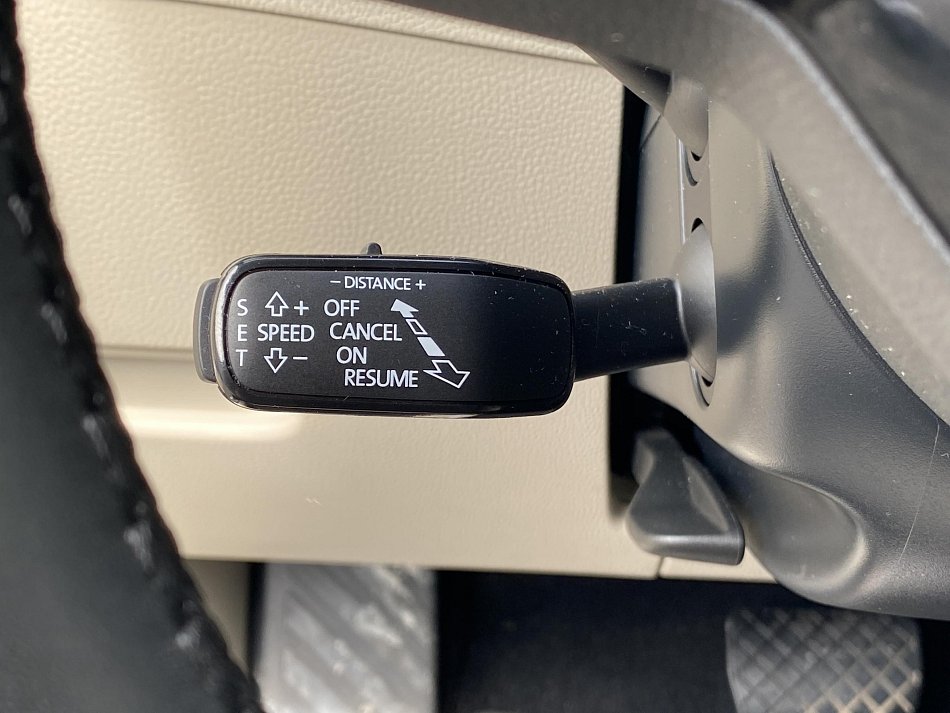 − DISTANCE +
S + OFF
E SPEED CANCEL
T − ON
RESUME